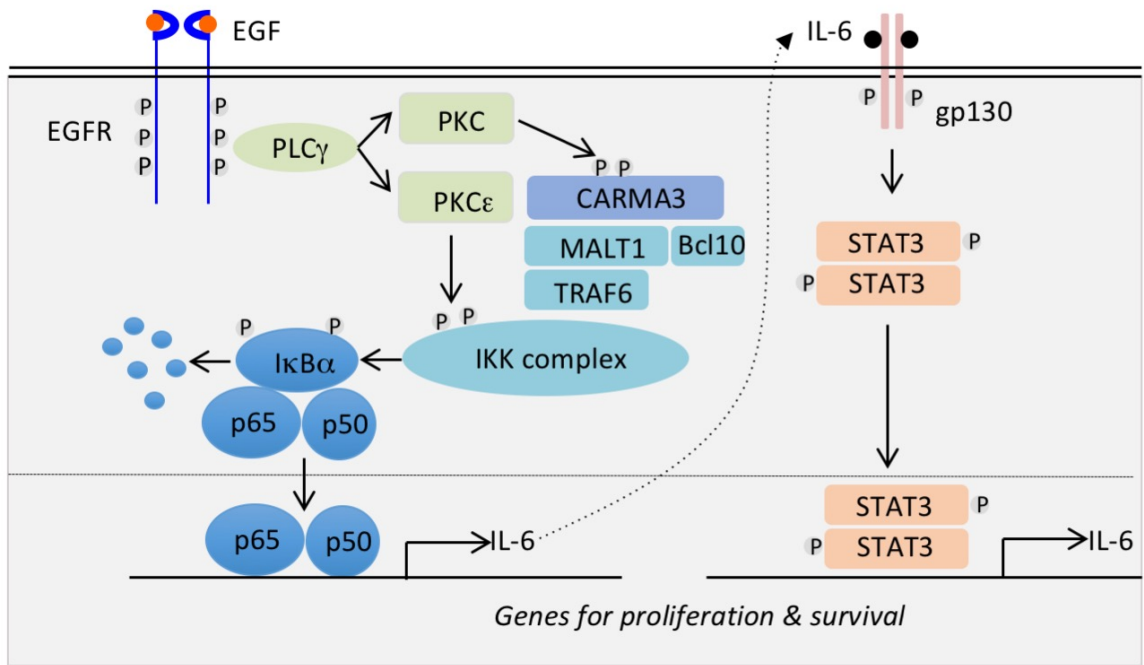 EGF
IL-6
P P
P P
P P
EGFR
PLCγ
PKC
PKCε
P P
CARMA3
MALT1
Bcl10
TRAF6
P P
gp130
STAT3 P
P STAT3
P P
IKK complex
P P
IκBα
p65
p50
p65
p50
IL-6
STAT3 P
P STAT3
IL-6
Genes for proliferation & survival